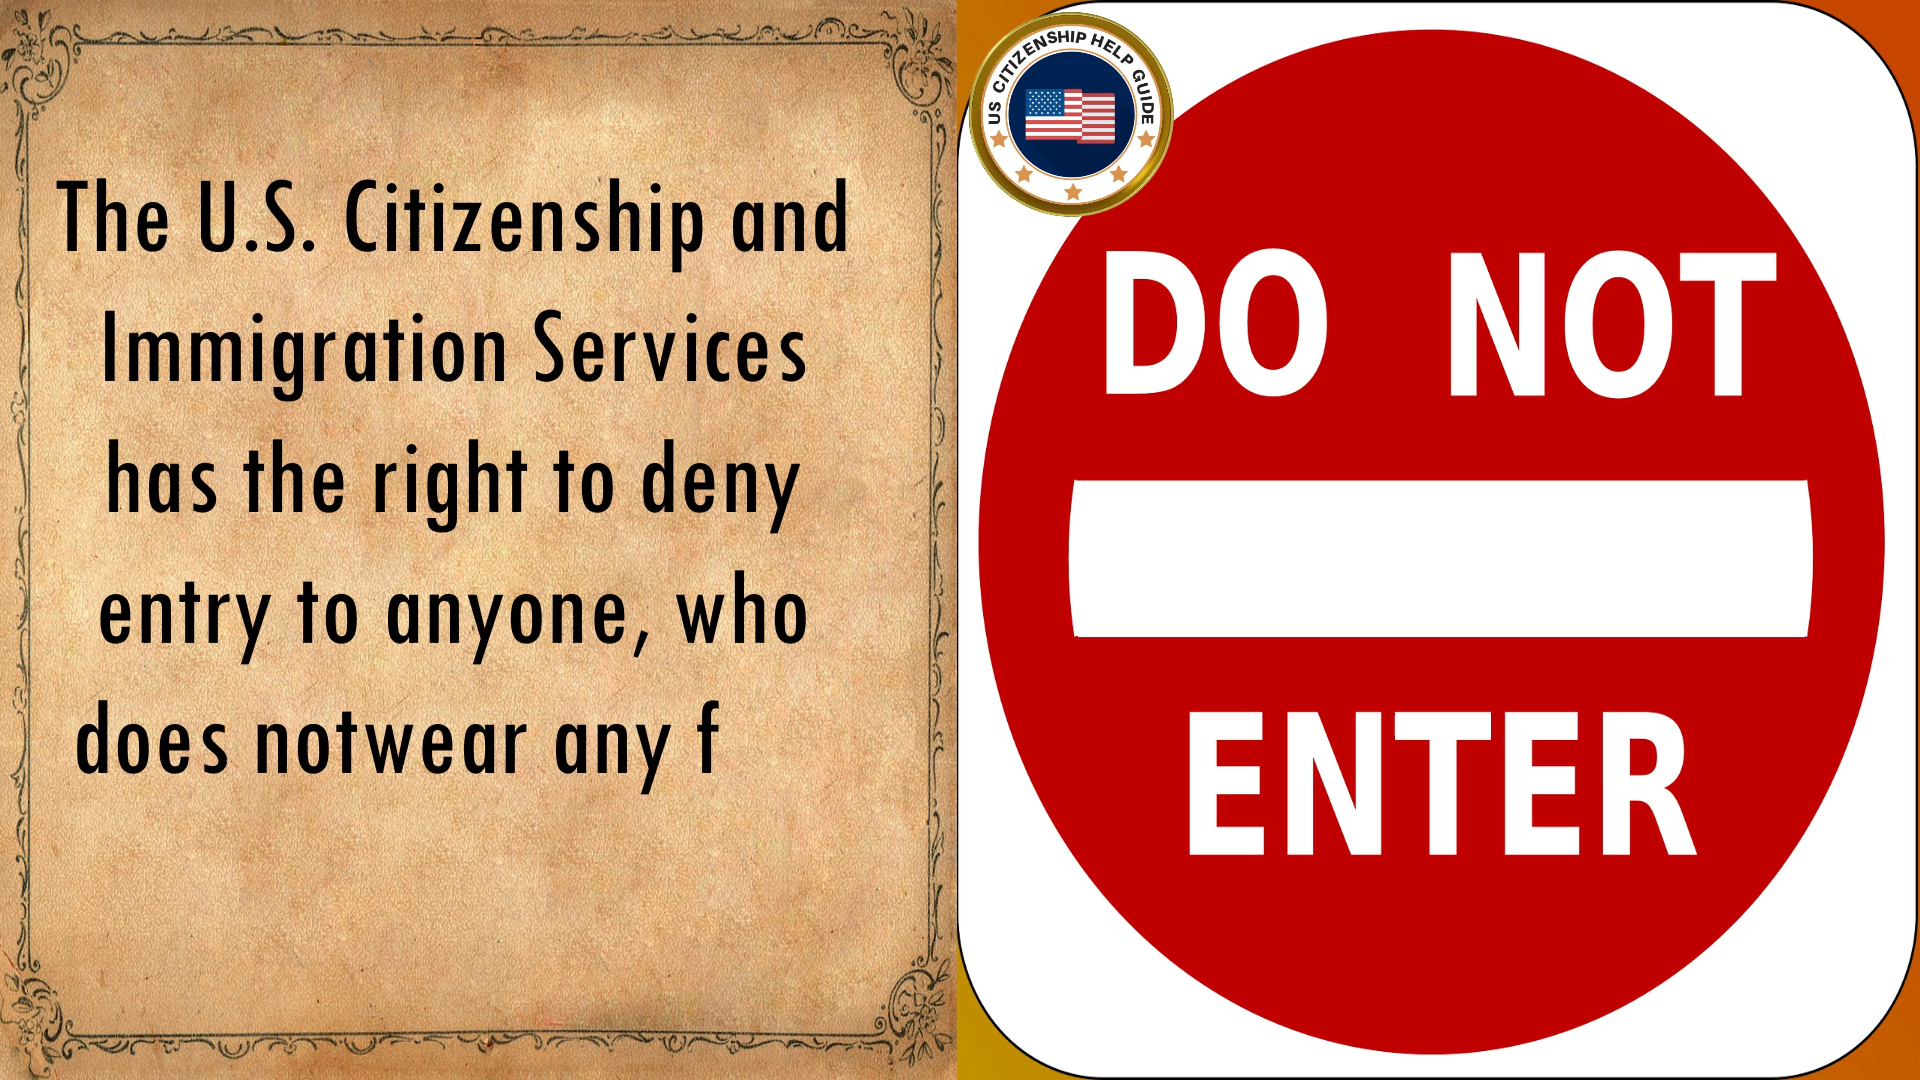 The U.S. Citizenship and
Immigration Services
has the right to deny
entry to anyone, who
does notwear any f
US CITIZENSHIP HELP GUIDE
DO NOT
ENTER